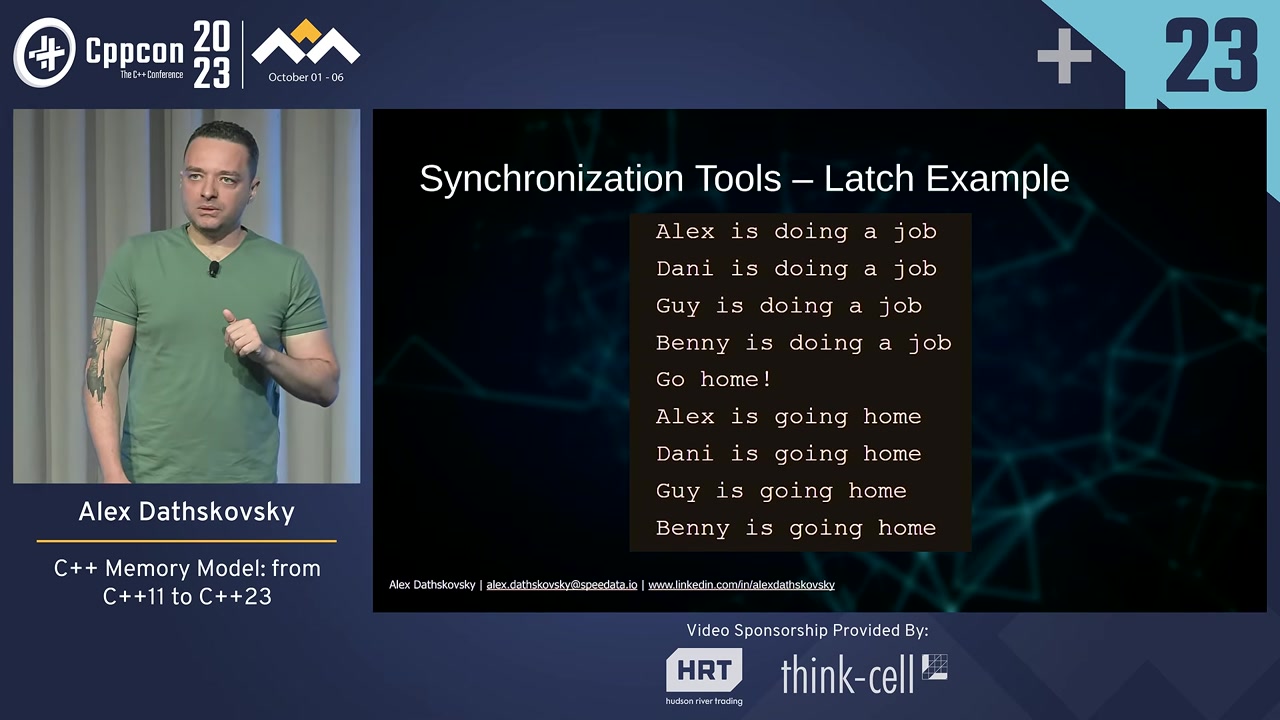 Cppcon
The C++ Conference
20
23
October 01 - 06
23
Synchronization Tools – Latch Example
Alex is doing a job
Dani is doing a job
Guy is doing a job
Benny is doing a job
Go home!
Alex is going home
Dani is going home
Guy is going home
Benny is going home
Alex Dathskovsky | alex.dathskovsky@speedata.io | www.linkedin.com/in/alexdathskovsky
Alex Dathskovsky
C++ Memory Model: from
C++11 to C++23
Video Sponsorship Provided By:
HRT
hudson river trading
think-cell